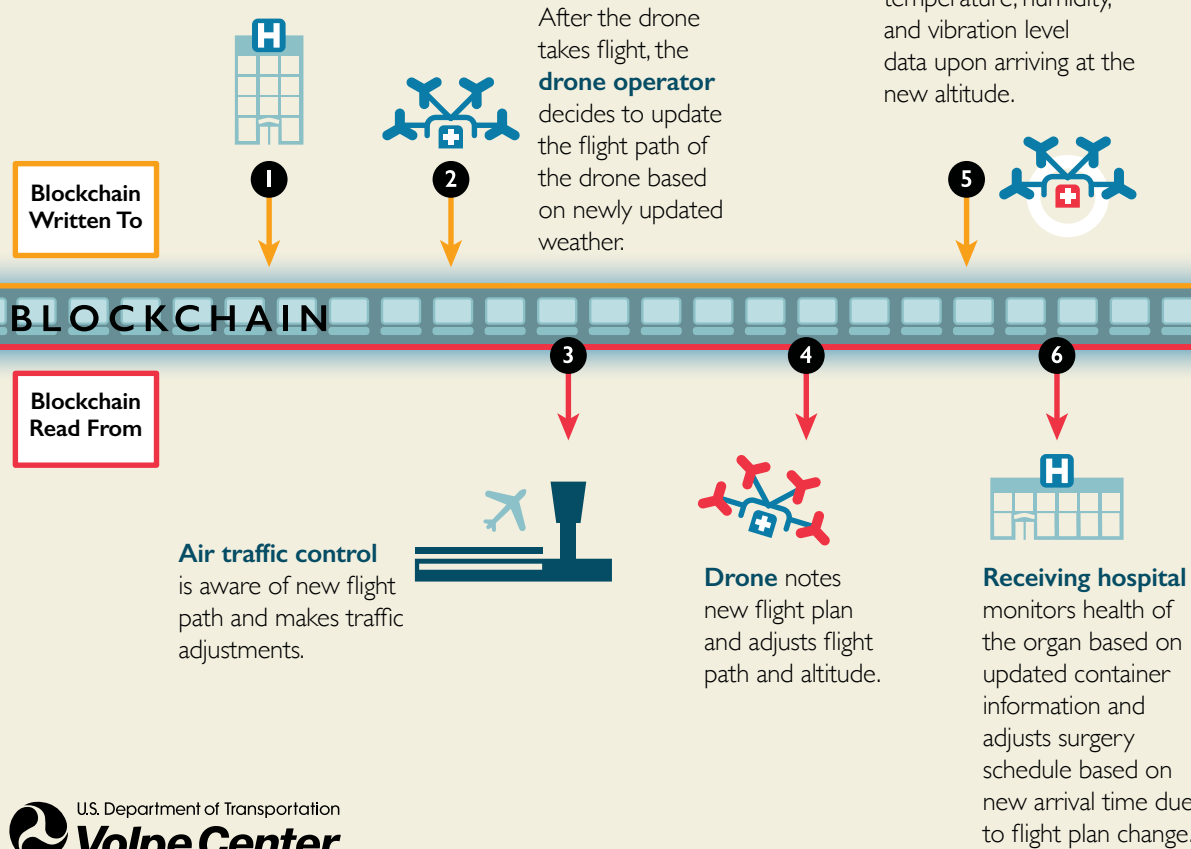 After the drone
takes flight, the
drone operator
decides to update
the flight path of
the drone based
on newly updated
weather.
temperature, humidity,
and vibration level
data upon arriving at the
new altitude.
H
Blockchain
Written To
1
2
5
BLOCKCHAIN
3
4
6
Blockchain
Read From
H
Air traffic control
is aware of new flight
path and makes traffic
adjustments.
Drone notes
new flight plan
and adjusts flight
path and altitude.
Receiving hospital
monitors health of
the organ based on
updated container
information and
adjusts surgery
schedule based on
new arrival time due
to flight plan change.
U.S. Department of Transportation
Volpe Center